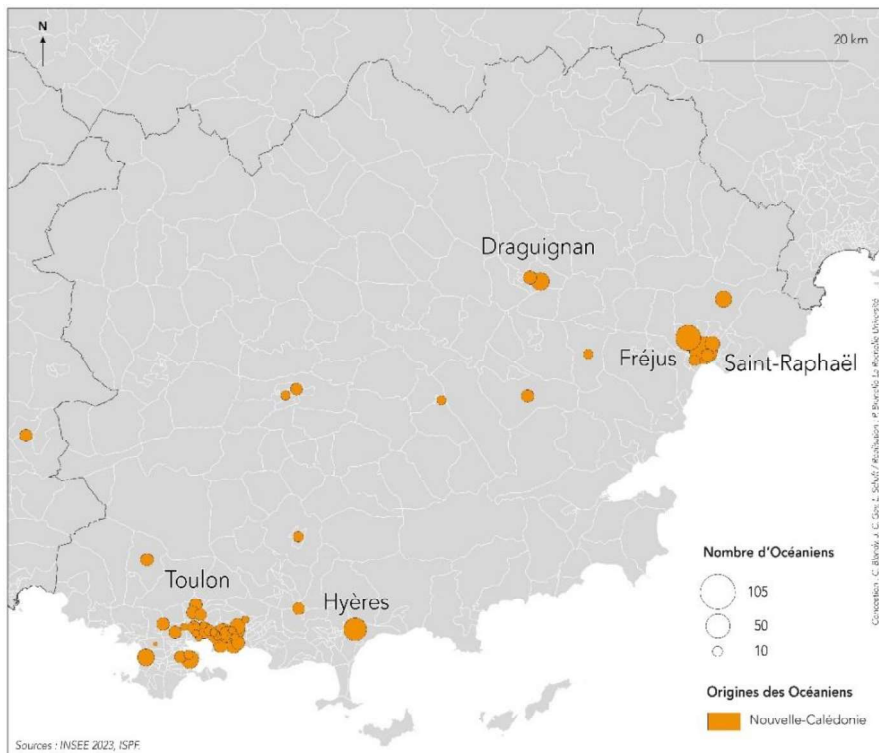 N
0 20 km
Draguignan
Fréjus
Saint-Raphaël
Toulon
Hyères
Nombre d'Océaniens
105
50
10
Origines des Océaniens
Nouvelle-Calédonie
Sources : INSEE 2023, ISPF.